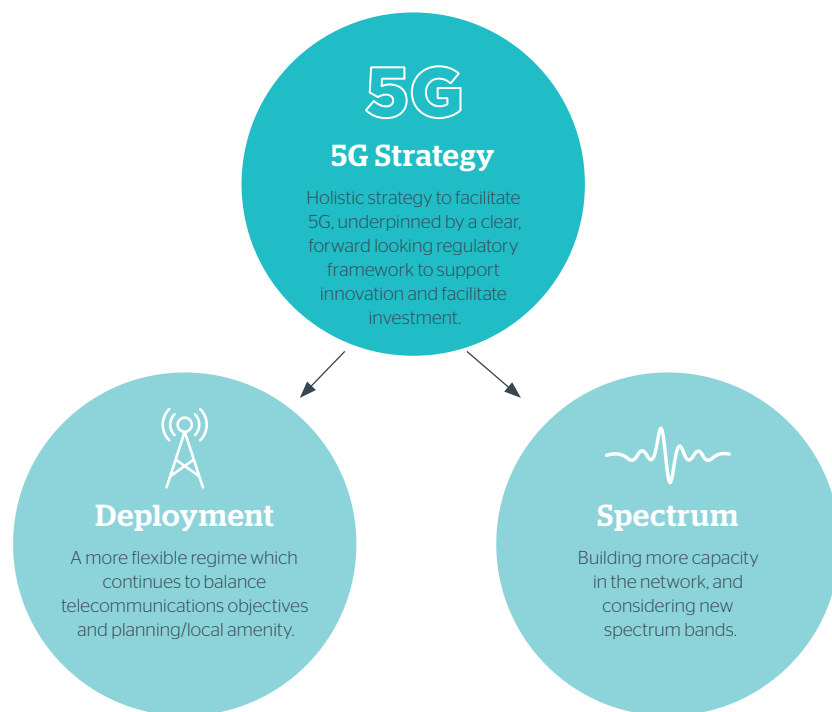 5G
5G Strategy
Holistic strategy to facilitate
5G, underpinned by a clear,
forward looking regulatory
framework to support
innovation and facilitate
investment.
Deployment
A more flexible regime which
continues to balance
telecommunications objectives
and planning/local amenity.
Spectrum
Building more capacity
in the network, and
considering new
spectrum bands.